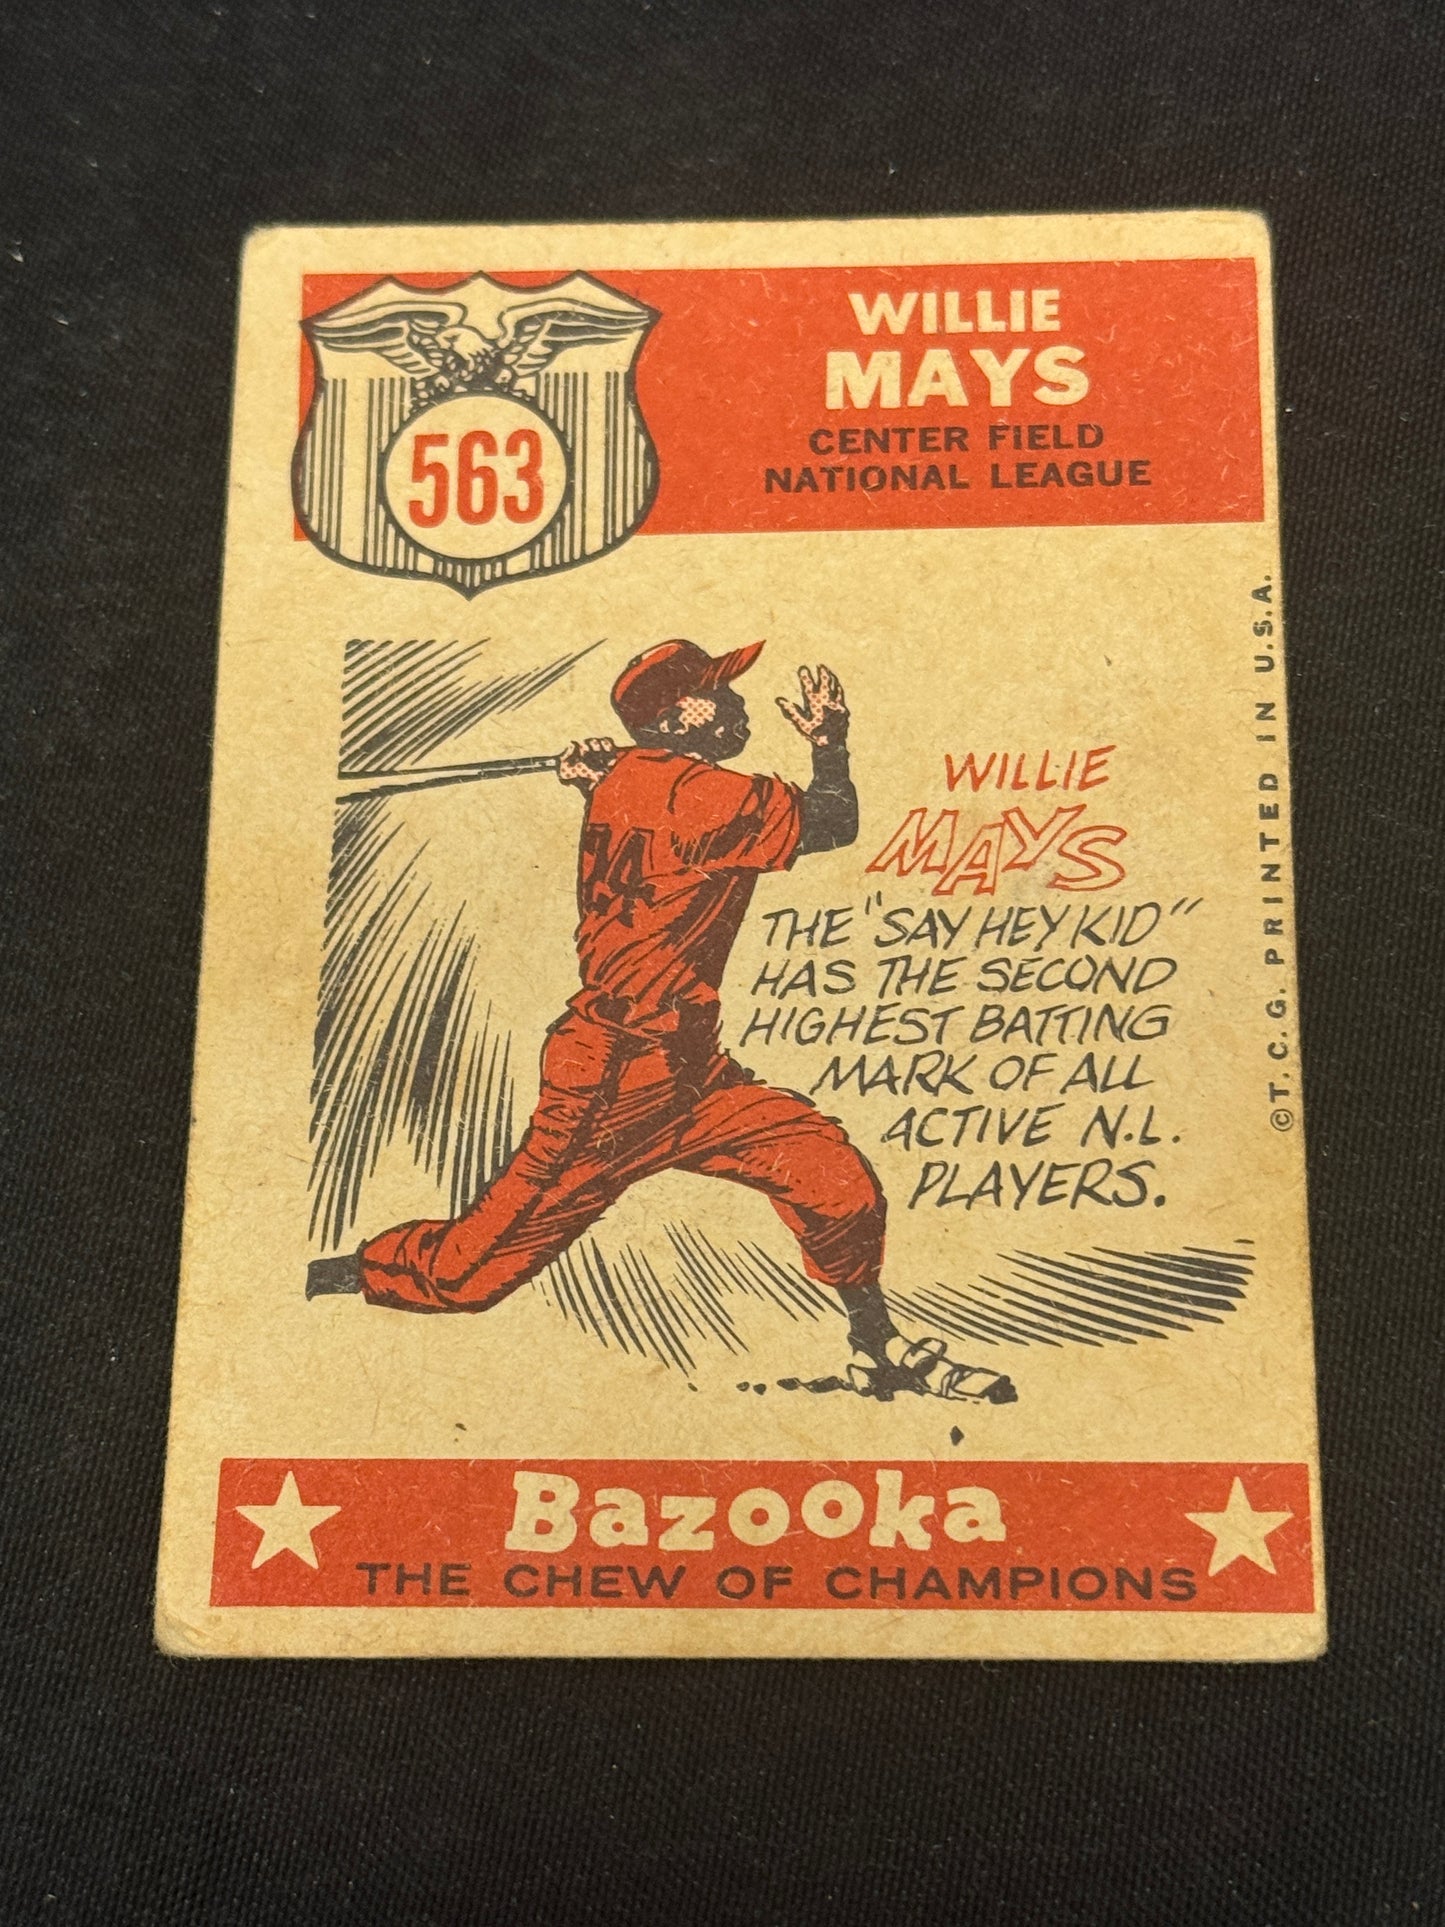 563
WILLIE
MAYS
CENTER FIELD
NATIONAL LEAGUE
24
WILLIE
MAYS
THE "SAY HEY KID"
HAS THE SECOND
HIGHEST BATTING
MARK OF ALL
ACTIVE N.L.
PLAYERS.
©T.C.G. PRINTED IN U.S.A.
Bazooka
THE CHEW OF CHAMPIONS